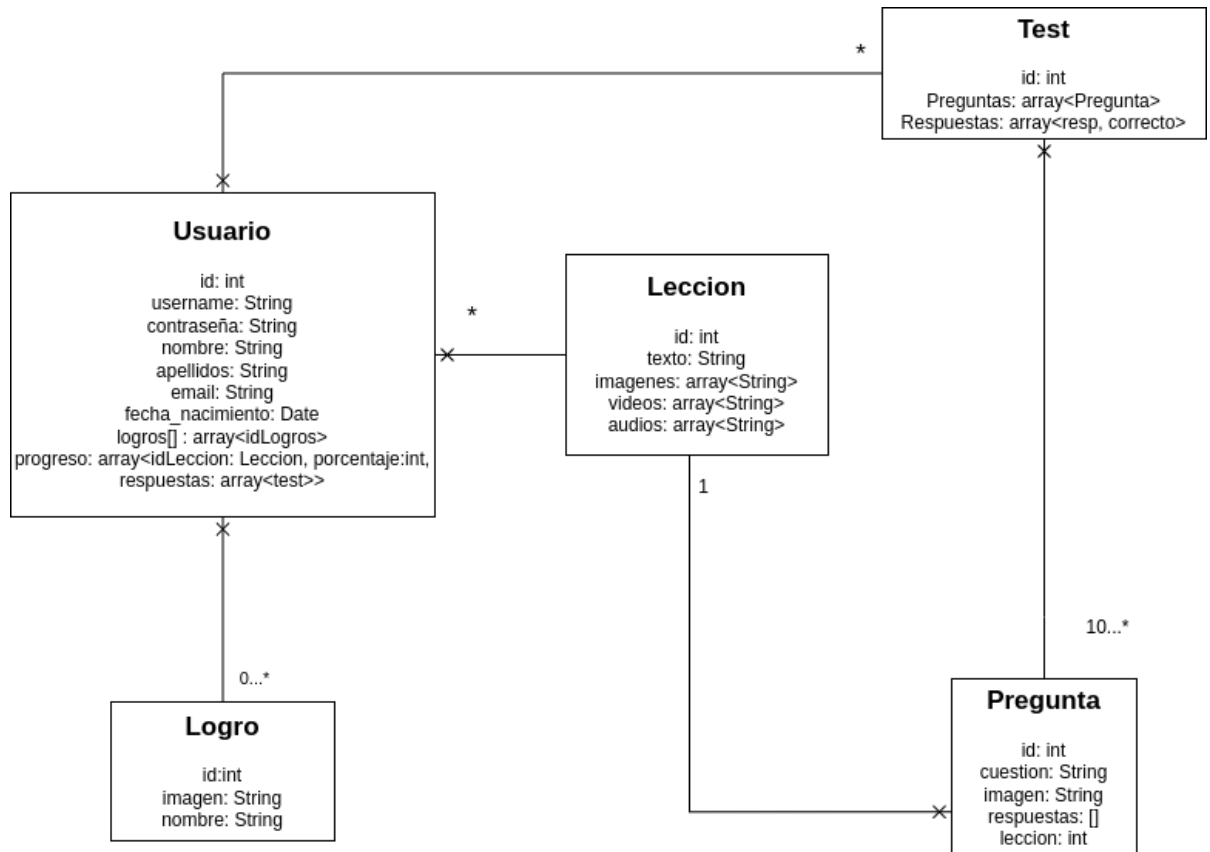 Test
id: int
Preguntas: array<Pregunta>
Respuestas: array<resp, correcto>
*
Usuario
id: int
username: String
contraseña: String
nombre: String
apellidos: String
email: String
fecha_nacimiento: Date
logros[] : array<idLogros>
progreso: array<idLeccion: Leccion, porcentaje:int,
respuestas: array<test>>
*
Leccion
id: int
texto: String
imagenes: array<String>
videos: array<String>
audios: array<String>
1
0...*
Logro
id:int
imagen: String
nombre: String
10...*
Pregunta
id: int
cuestion: String
imagen: String
respuestas: []
leccion: int